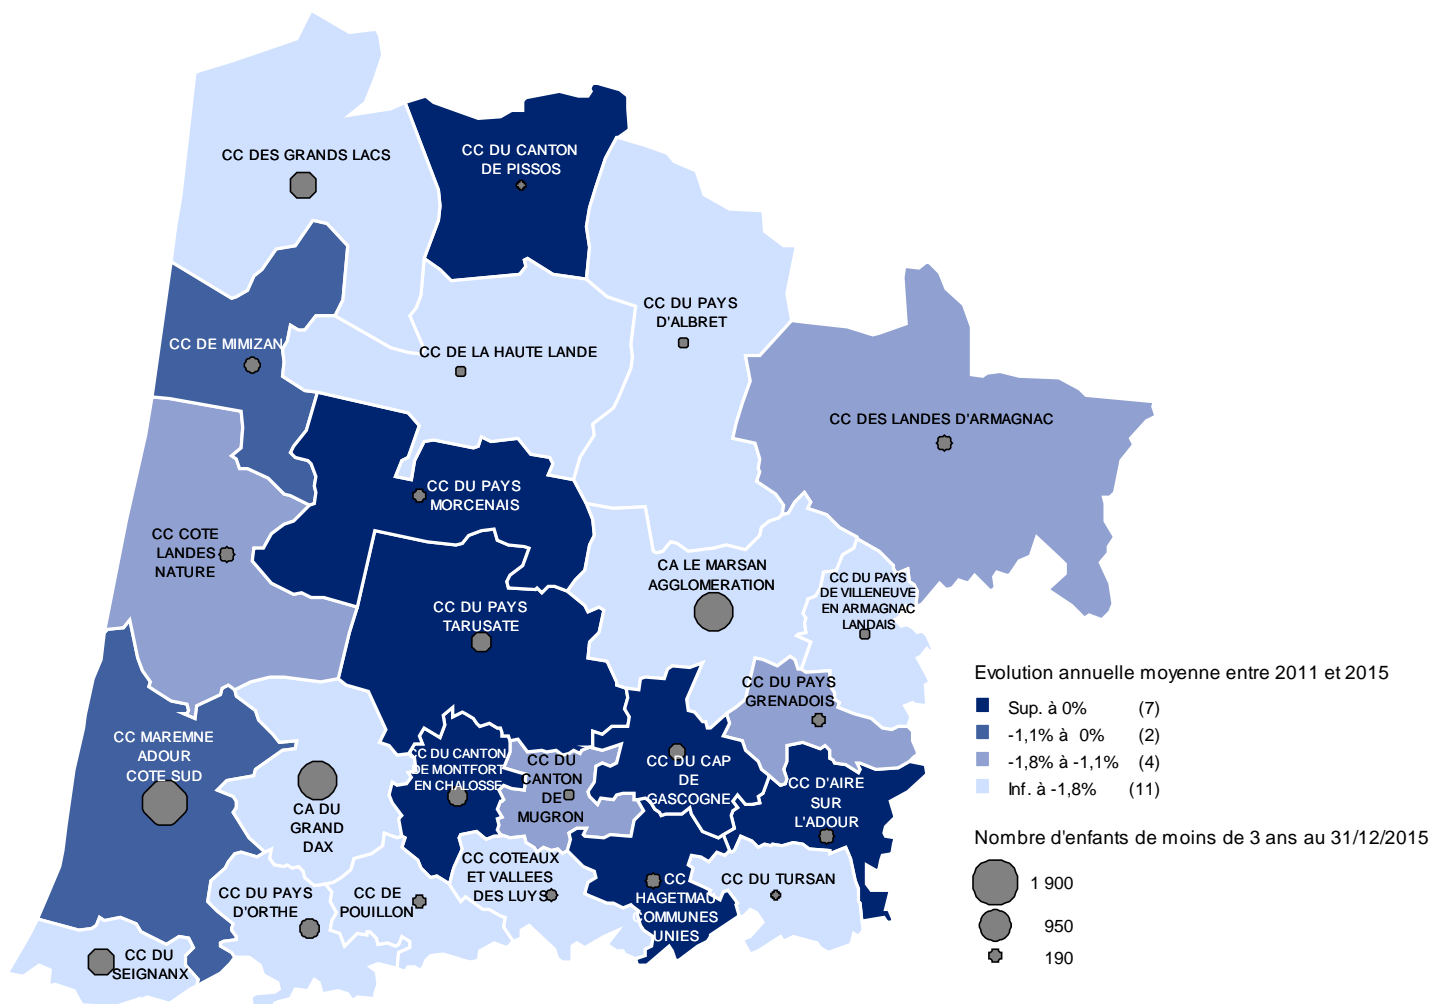 CC DES GRANDS LACS
CC DU CANTON
DE PISSOS
CC DU PAYS
D'ALBRET
CC DE MIMIZAN
CC DE LA HAUTE LANDE
CC DES LANDES D'ARMAGNAC
CC DU PAYS
MORCENAIS
CC COTE
LANDES
NATURE
CA LE MARSAN
AGGLOMERATION
CC DU PAYS
DE VILLENEUVE
EN ARMAGNAC
LANDAIS
CC DU PAYS
TARUSATE
CC DU PAYS
GRENADOIS
CC MAREMNE
ADOUR
COTE SUD
CA DU
GRAND
DAX
CC DU CANTON
DE MONTFORT
EN CHALOSSE
CC DU
CANTON
DE
MUGRON
CC DU CAP
DE
GASCOGNE
CC D'AIRE
SUR
L'ADOUR
CC DU PAYS
D'ORTHE
CC DE
POUILLON
CC COTEAUX
ET VALLEES
DES LUYS
CC
HAGETMAU
COMMUNES
UNIES
CC DU TURSAN
CC DU
SEIGNANX
Evolution annuelle moyenne entre 2011 et 2015
Sup. à 0% (7)
-1,1% à 0% (2)
-1,8% à -1,1% (4)
Inf. à -1,8% (11)
Nombre d'enfants de moins de 3 ans au 31/12/2015
1 900
950
190